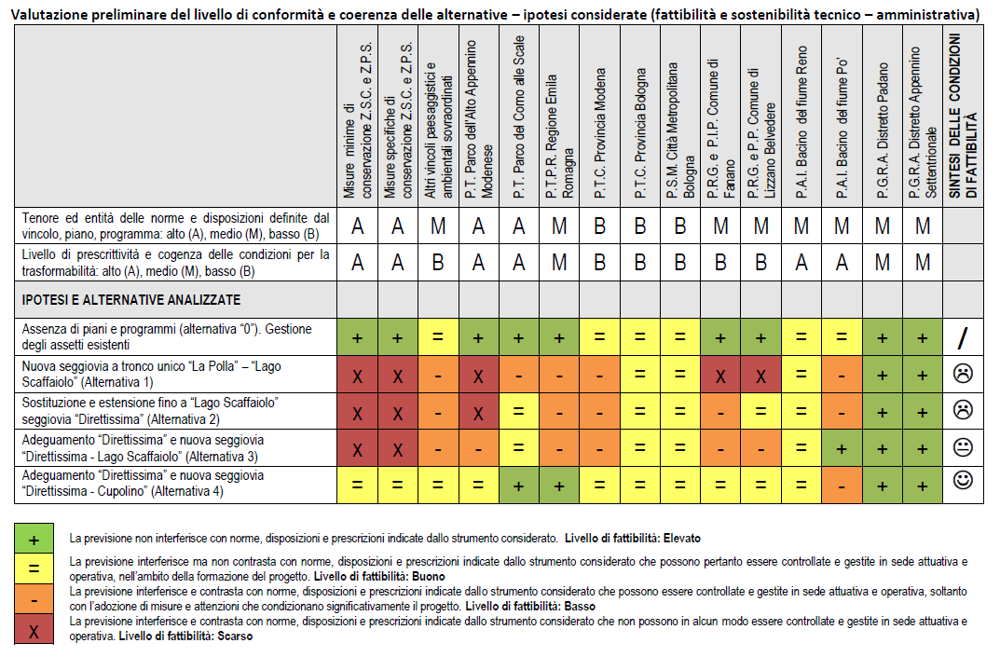 Valutazione preliminare del livello di conformità e coerenza delle alternative – ipotesi considerate (fattibilità e sostenibilità tecnico – amministrativa)
Misure minime di
conservazione Z.S.C. e Z.P.S.
Misure specifiche di
conservazione Z.S.C. e Z.P.S.
Altri vincoli paesaggistici e
ambientali sovraordinati
P.T. Parco dell'Alto Appennino
Modenese
P.T. Parco del Corno alle Scale
P.T.P.R. Regione Emilia
Romagna
P.T.C. Provincia Modena
P.T.C. Provincia Bologna
P.S.M. Città Metropolitana
Bologna
P.R.G. e P.I.P. Comune di
Fanano
P.R.G. e P.P. Comune di
Lizzano Belvedere
P.A.I. Bacino del fiume Reno
P.A.I. Bacino del fiume Po'
P.G.R.A. Distretto Padano
P.G.R.A. Distretto Appennino
Settentrionale
SINTESI DELLE CONDIZIONI
DI FATTIBILITÀ
Tenore ed entità delle norme e disposizioni definite dal
vincolo, piano, programma: alto (A), medio (M), basso (B)
A A M A A M B B B M M M M M M
Livello di prescrittività e cogenza delle condizioni per la
trasformabilità: alto (A), medio (M), basso (B)
A A B A A M B B B B B A A M M
IPOTESI E ALTERNATIVE ANALIZZATE
Assenza di piani e programmi (alternativa "0"). Gestione
degli assetti esistenti
+ + = + + + = = = + + = = + + /
Nuova seggiovia a tronco unico "La Polla" – "Lago
Scaffaiolo" (Alternativa 1)
X X - X - - - = = X X = - + +
Sostituzione e estensione fino a "Lago Scaffaiolo"
seggiovia "Direttissima" (Alternativa 2)
X X - X = - - = = - = = - + +
Adeguamento "Direttissima" e nuova seggiovia
"Direttissima - Lago Scaffaiolo" (Alternativa 3)
X X - - = - - = = - - = + + +
Adeguamento "Direttissima" e nuova seggiovia
"Direttissima - Cupolino" (Alternativa 4)
= = = = + + = = = = = = - + +
+ La previsione non interferisce con norme, disposizioni e prescrizioni indicate dallo strumento considerato. Livello di fattibilità: Elevato
= La previsione interferisce ma non contrasta con norme, disposizioni e prescrizioni indicate dallo strumento considerato che possono pertanto essere controllate e gestite in sede attuativa e
operativa, nell'ambito della formazione del progetto. Livello di fattibilità: Buono
- La previsione interferisce e contrasta con norme, disposizioni e prescrizioni indicate dallo strumento considerato che possono essere controllate e gestite in sede attuativa e operativa, soltanto
con l'adozione di misure e attenzioni che condizionano significativamente il progetto. Livello di fattibilità: Basso
X La previsione interferisce e contrasta con norme, disposizioni e prescrizioni indicate dallo strumento considerato che non possono in alcun modo essere controllate e gestite in sede attuativa e
operativa. Livello di fattibilità: Scarso